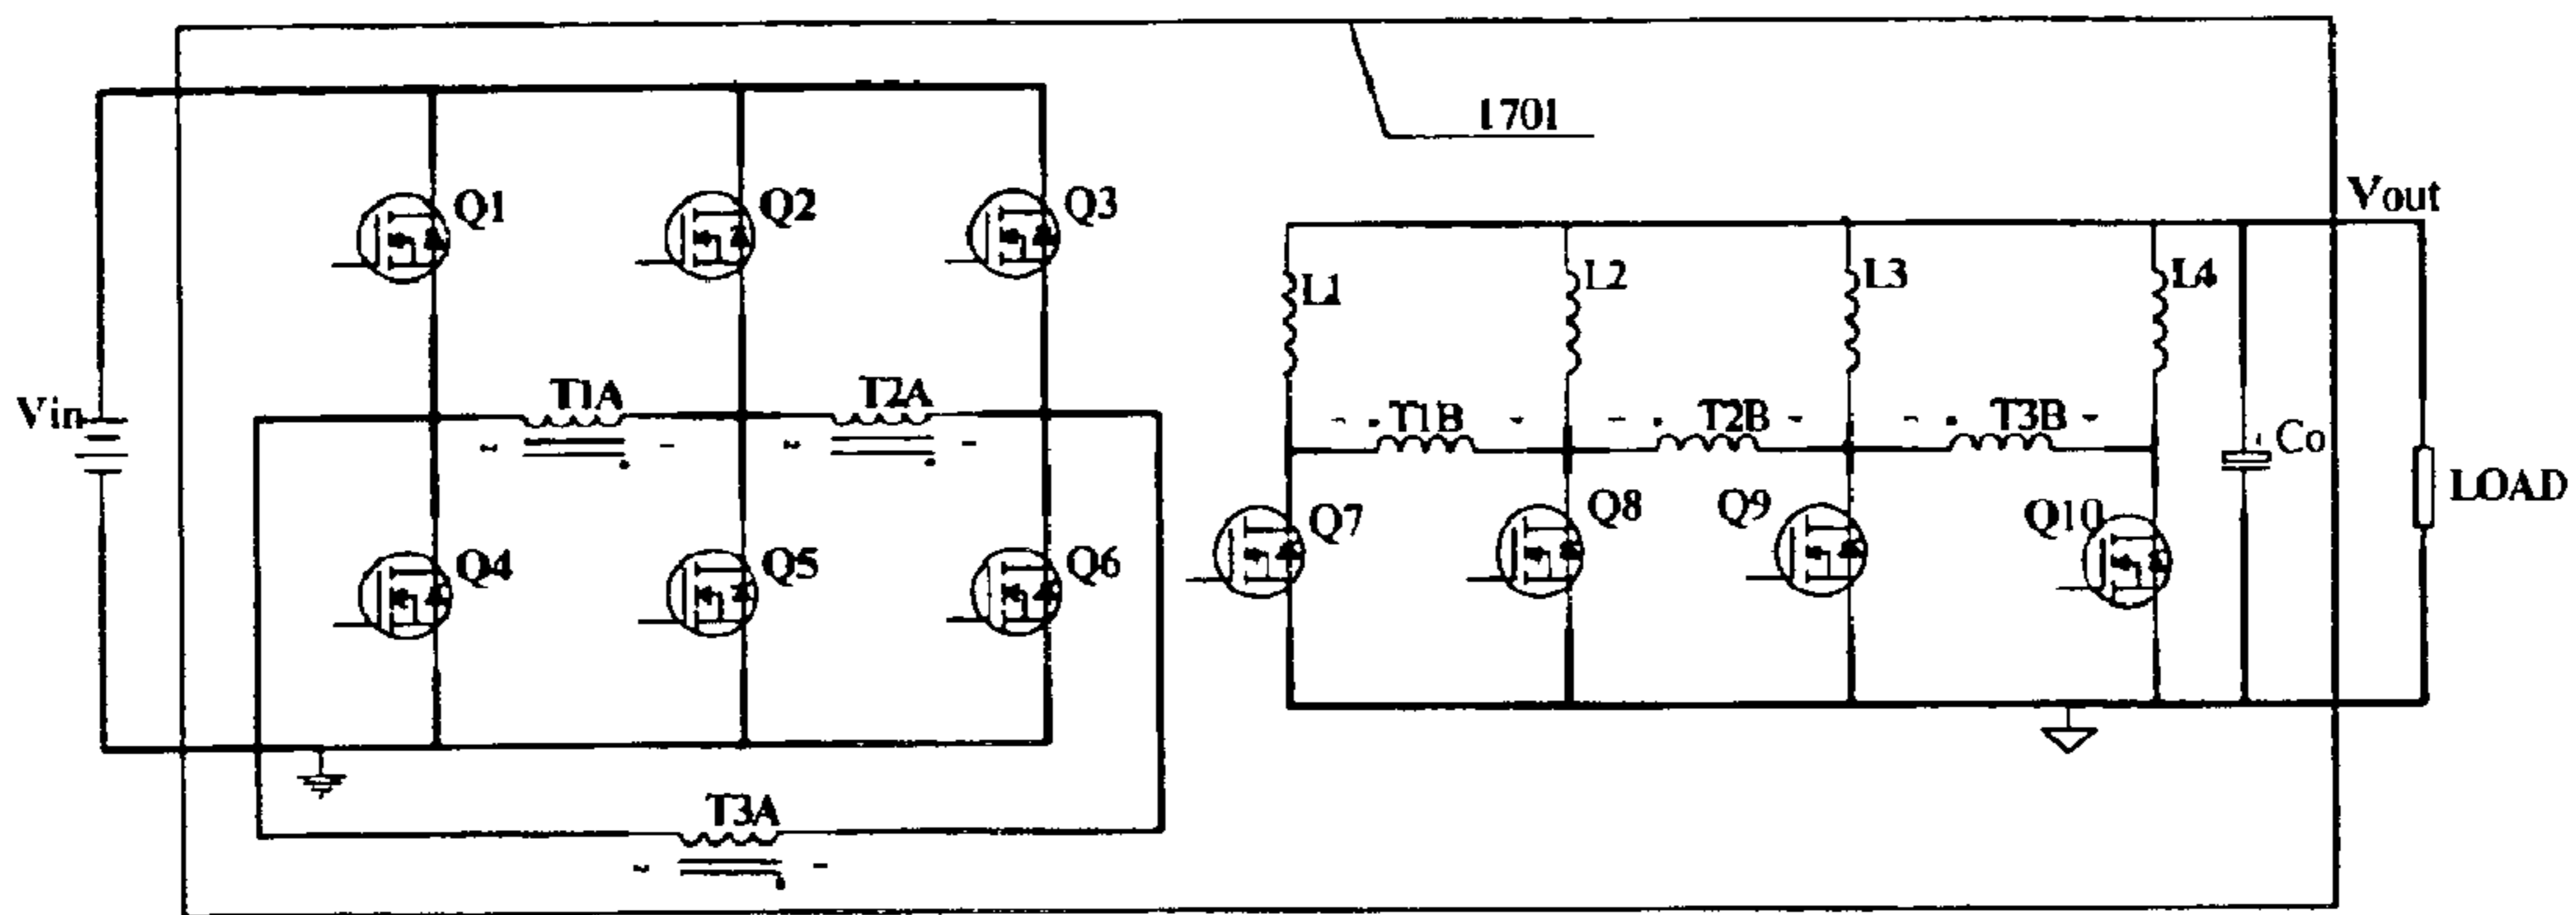 1701
Vout
Q1 Q2 Q3
L1 L2 L3 L4
T1A T2A
Vin
T1B T2B T3B
Co
LOAD
Q7 Q8 Q9 Q10
Q4 Q5 Q6
T3A